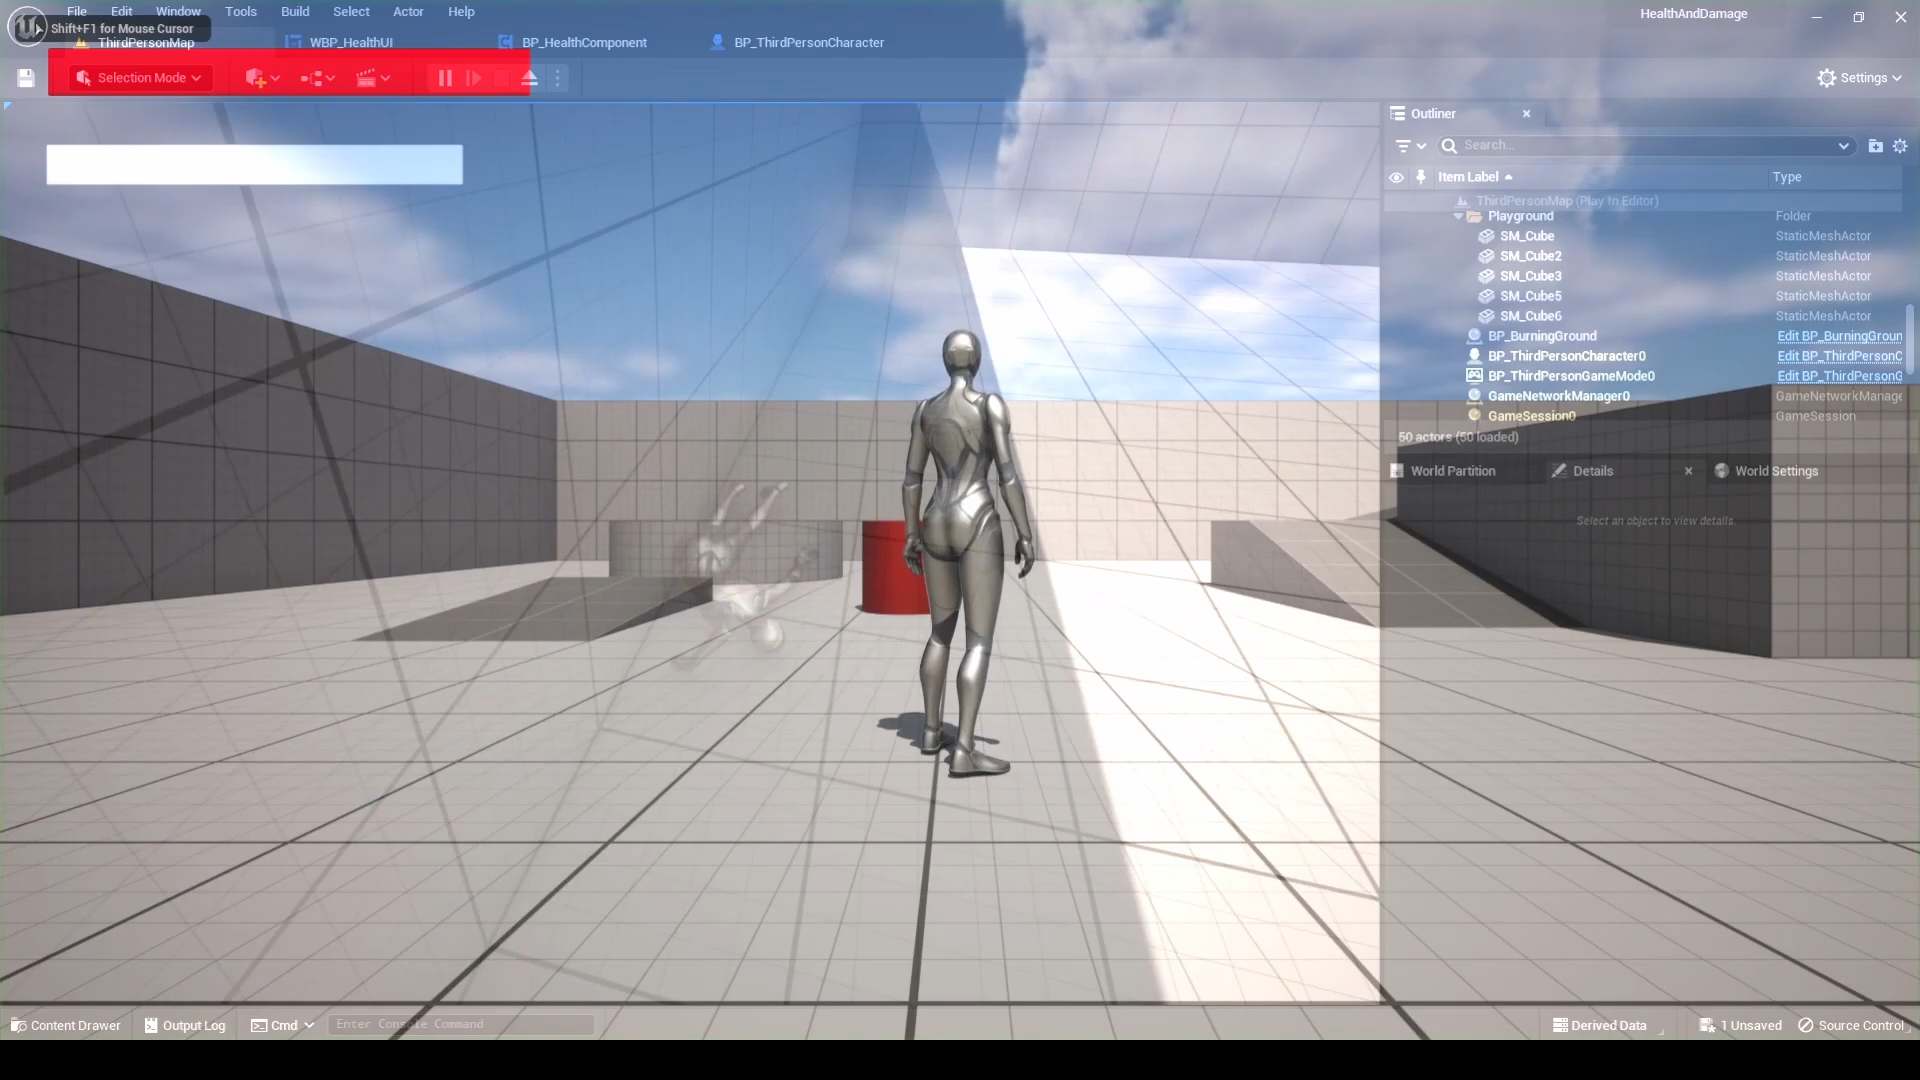 File Edit Window Tools Build Select Actor Help
HealthAndDamage
Shift+F1 for Mouse Cursor
ThirdPersonMap WBP_HealthUI BP_HealthComponent BP_ThirdPersonCharacter
Selection Mode
Settings
Outliner
Search...
Item Label Type
ThirdPersonMap (Play In Editor)
Playground Folder
SM_Cube StaticMeshActor
SM_Cube2 StaticMeshActor
SM_Cube3 StaticMeshActor
SM_Cube5 StaticMeshActor
SM_Cube6 StaticMeshActor
BP_BurningGround Edit BP_BurningGroun
BP_ThirdPersonCharacter0 Edit BP_ThirdPersonC
BP_ThirdPersonGameMode0 Edit BP_ThirdPersonG
GameNetworkManager0 GameNetworkManage
GameSession0 GameSession
50 actors (50 loaded)
World Partition Details World Settings
Select an object to view details.
Content Drawer Output Log Cmd Enter Console Command Derived Data 1 Unsaved Source Control